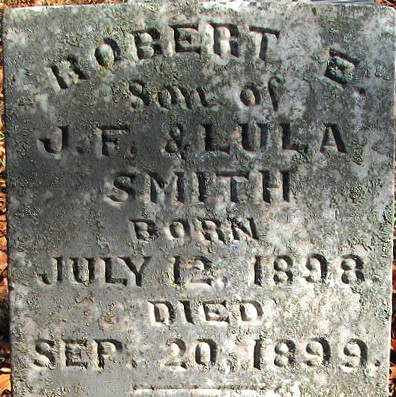 ROBERT E.
Son of
J.F. & LULA
SMITH
BORN
JULY 12, 1898.
DIED
SEP. 20, 1899.